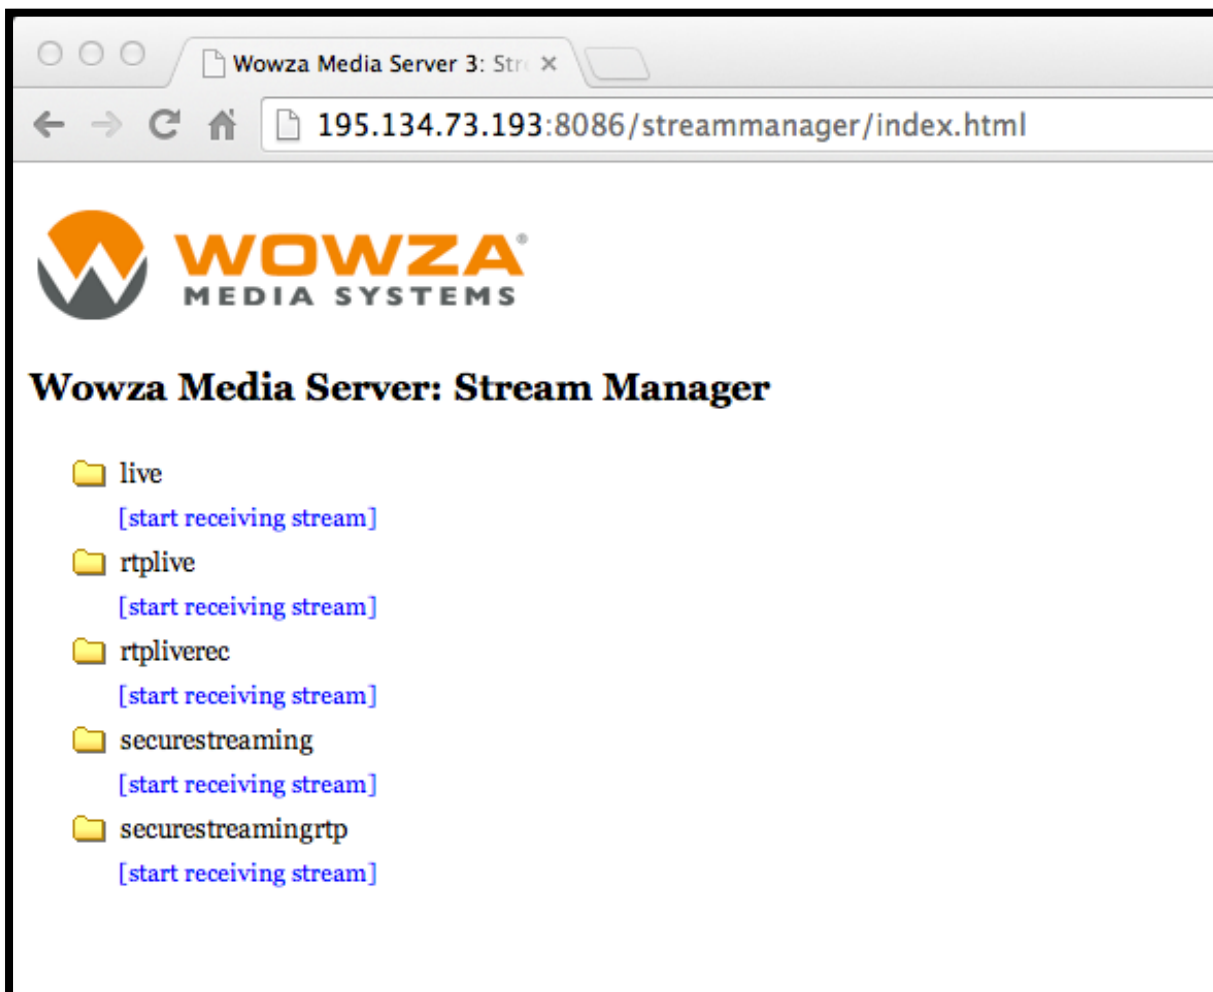 Wowza Media Server 3: Str
195.134.73.193:8086/streammanager/index.html
WOWZA®
MEDIA SYSTEMS
Wowza Media Server: Stream Manager
live
[start receiving stream]
rtplive
[start receiving stream]
rtpliverec
[start receiving stream]
securestreaming
[start receiving stream]
securestreamingrtp
[start receiving stream]